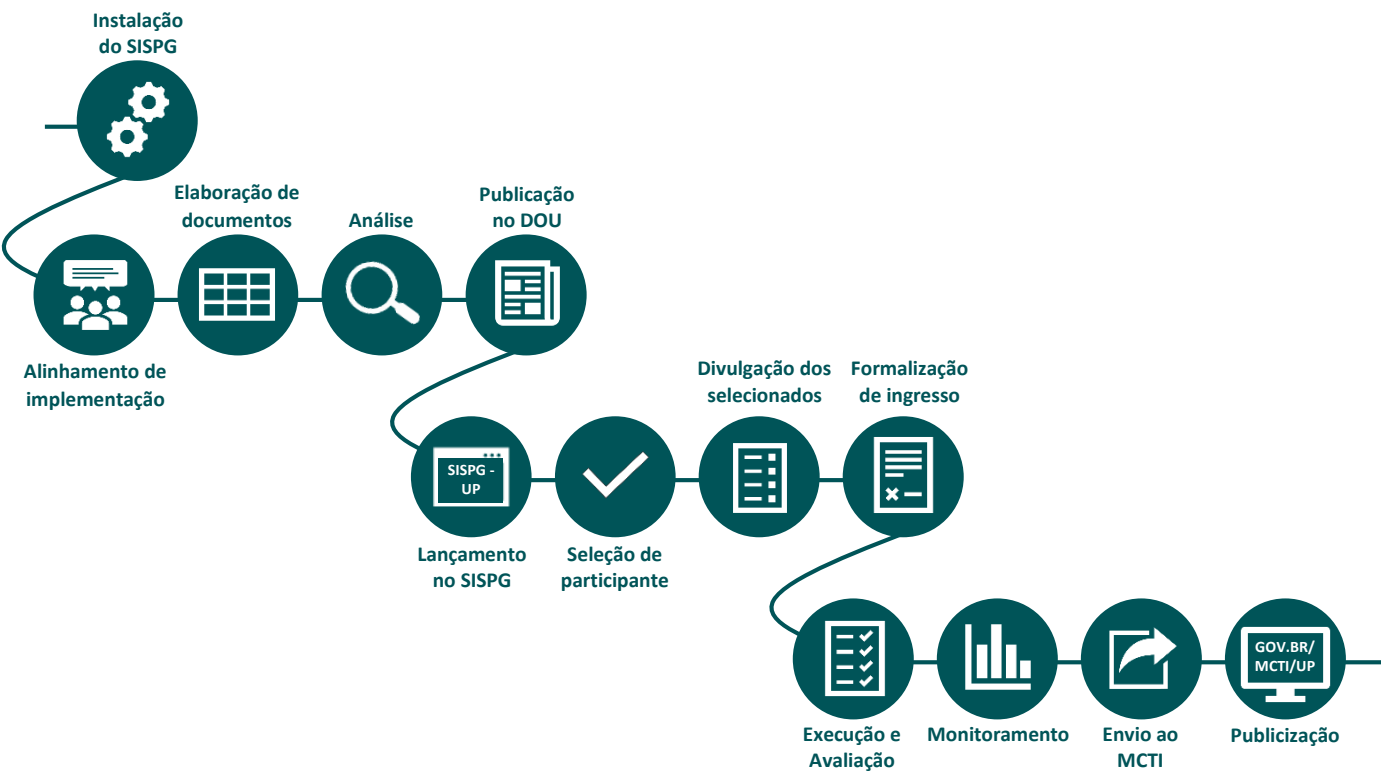 Instalação
do SISPG
Alinhamento de
implementação
Elaboração de
documentos
Análise
Publicação
no DOU
SISPG -
UP
Lançamento
no SISPG
Seleção de
participante
Divulgação dos
selecionados
Formalização
de ingresso
Execução e
Avaliação
Monitoramento
Envio ao
MCTI
GOV.BR/
MCTI/UP
Publicização